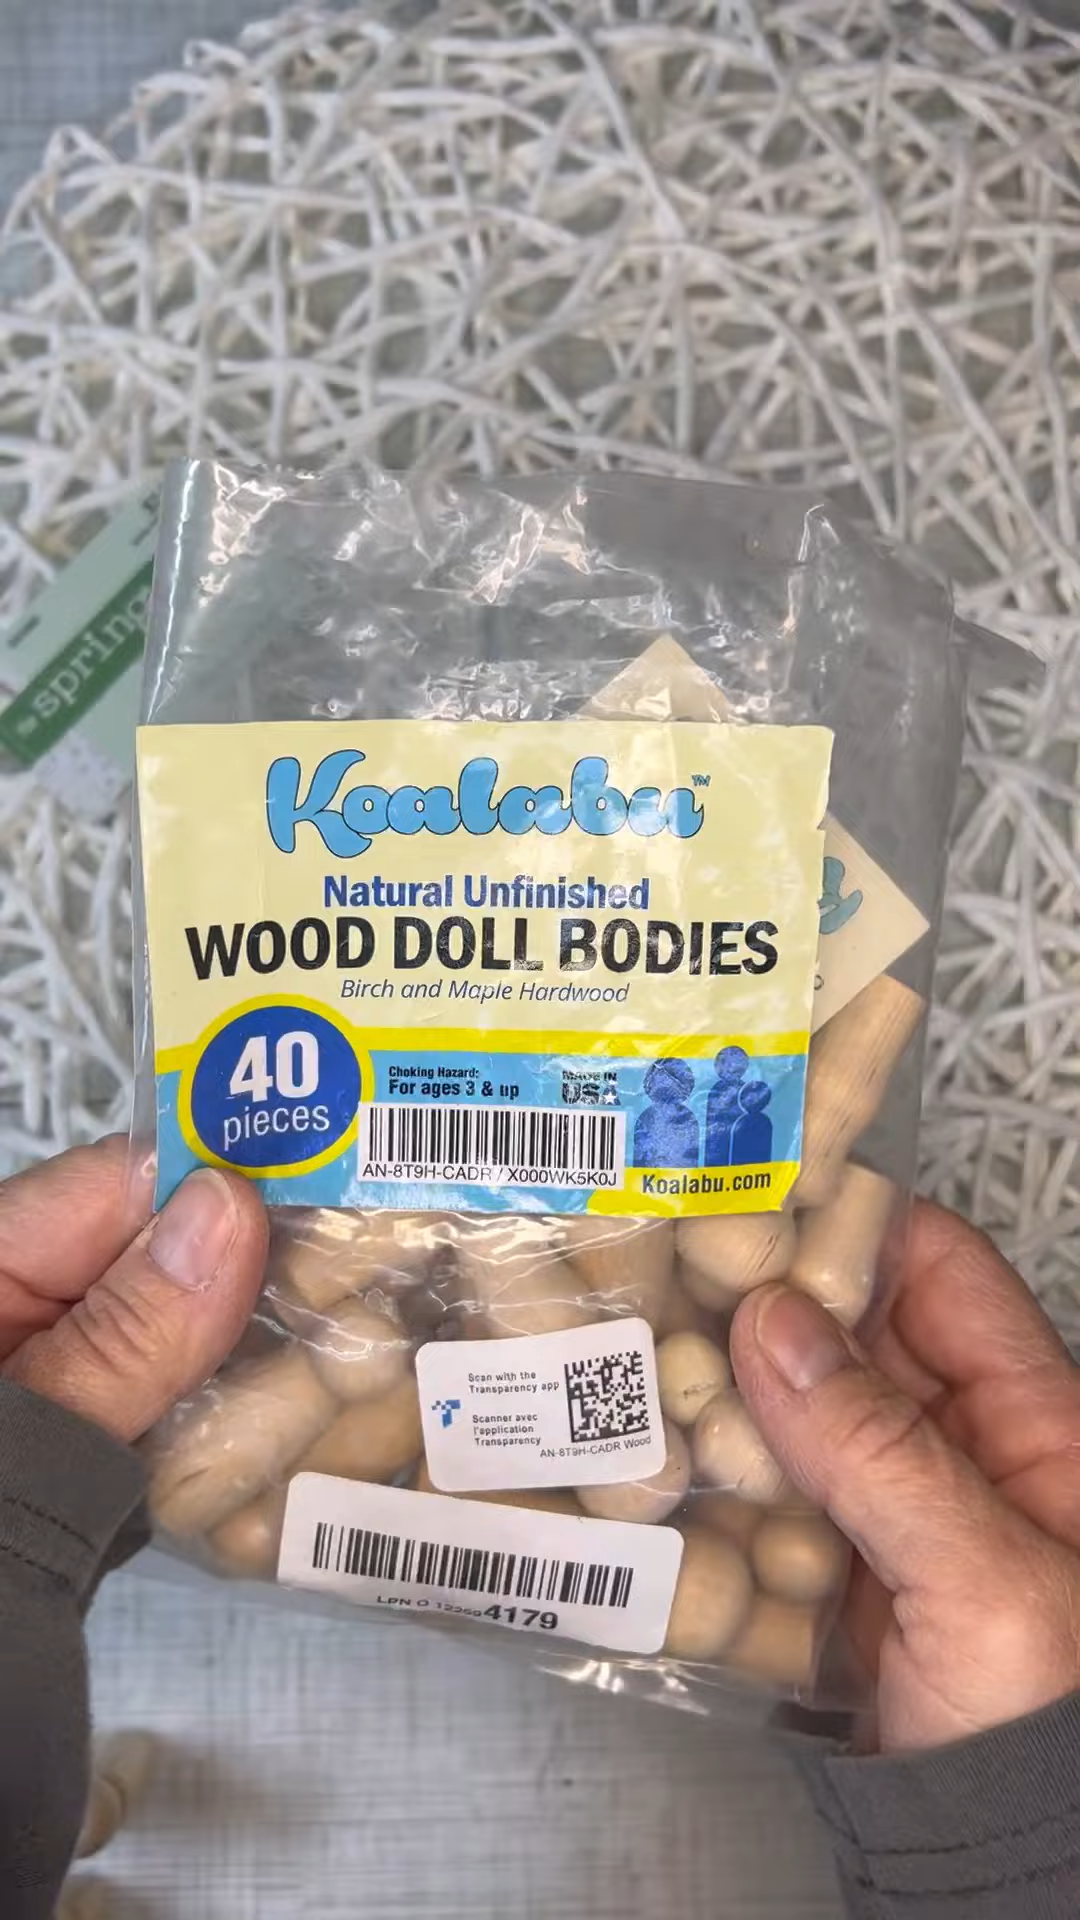 spring
Koalabu™
Natural Unfinished
WOOD DOLL BODIES
Birch and Maple Hardwood
40
pieces
Choking Hazard:
For ages 3 & up
MADE IN
USA
AN-8T9H-CADR / X000WK5K0J
Koalabu.com
Scan with the
Transparency app
Scanner avec
l'application
Transparency
AN-8T9H-CADR Wood
4179